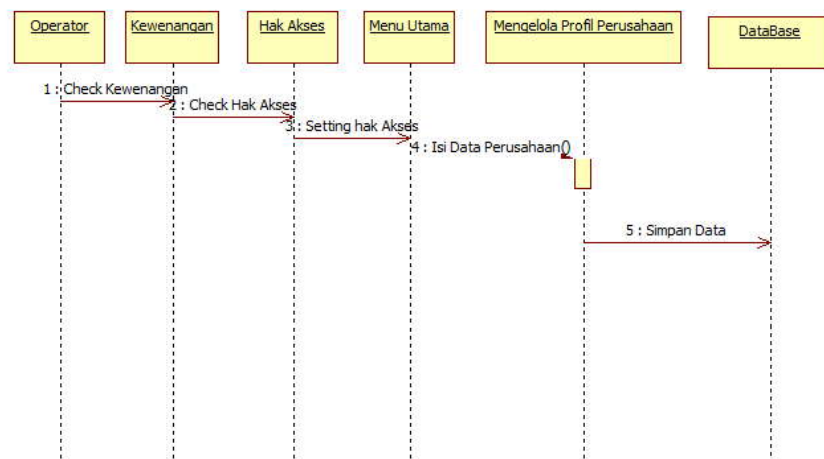 Operator
Kewenangan
Hak Akses
Menu Utama
Mengelola Profil Perusahaan
DataBase
1 : Check Kewenangan
2 : Check Hak Akses
3 : Setting hak Akses
4 : Isi Data Perusahaan()
5 : Simpan Data